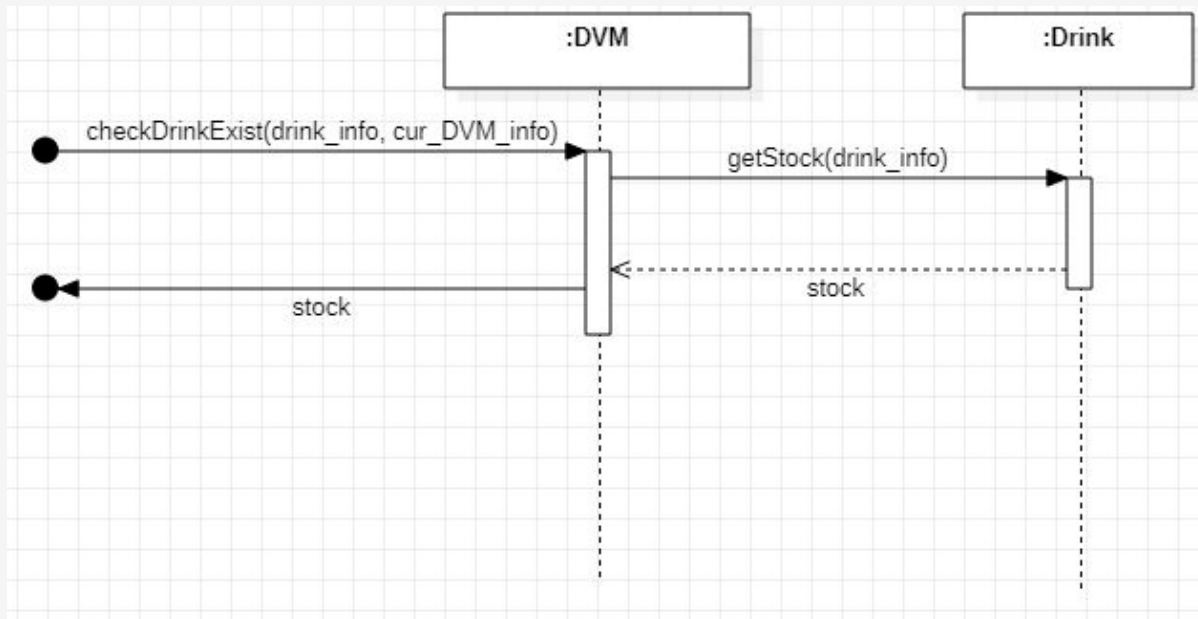 :DVM
:Drink
checkDrinkExist(drink_info, cur_DVM_info)
getStock(drink_info)
stock
stock